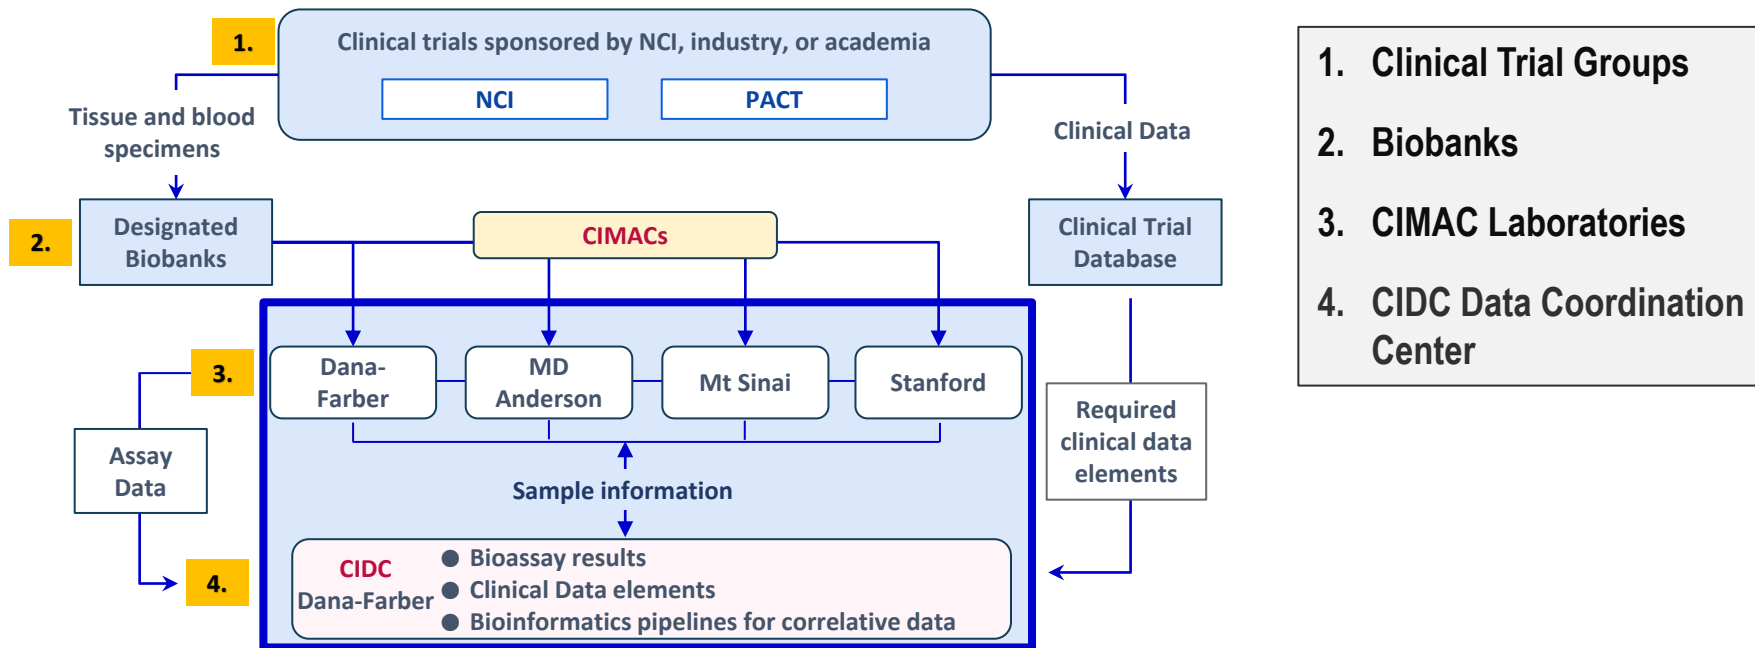 1.
Clinical trials sponsored by NCI, industry, or academia
NCI
PACT
Tissue and blood
specimens
Clinical Data
2.
Designated
Biobanks
CIMACs
Clinical Trial
Database
3.
Dana-
Farber
MD
Anderson
Mt Sinai
Stanford
Assay
Data
Required
clinical data
elements
Sample information
4.
CIDC
Dana-Farber
● Bioassay results
● Clinical Data elements
● Bioinformatics pipelines for correlative data
1. Clinical Trial Groups
2. Biobanks
3. CIMAC Laboratories
4. CIDC Data Coordination
Center